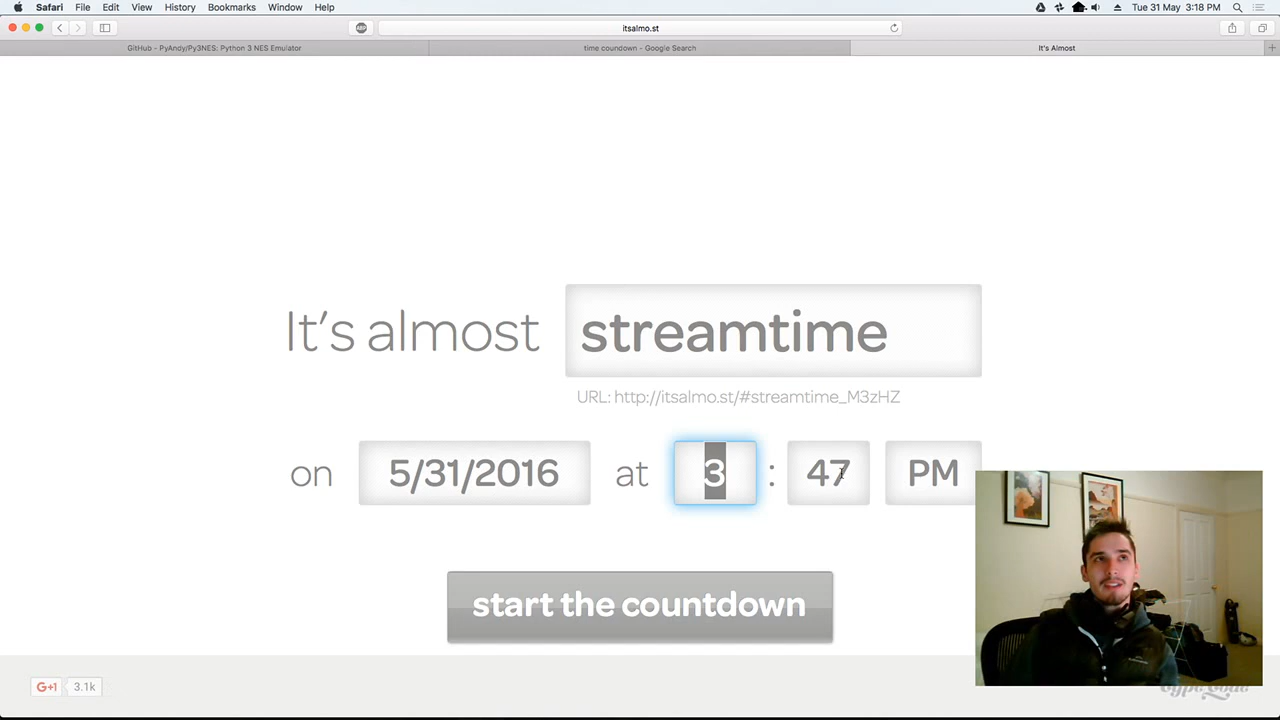 Safari File Edit View History Bookmarks Window Help Tue 31 May 3:18 PM
itsalmo.st
GitHub - PyAndy/Py3NES: Python 3 NES Emulator
time coundown - Google Search
It's Almost
It's almost streamtime
URL: http://itsalmo.st/#streamtime_M3zHZ
on 5/31/2016 at 3 : 47 PM
start the countdown
G+1 3.1k